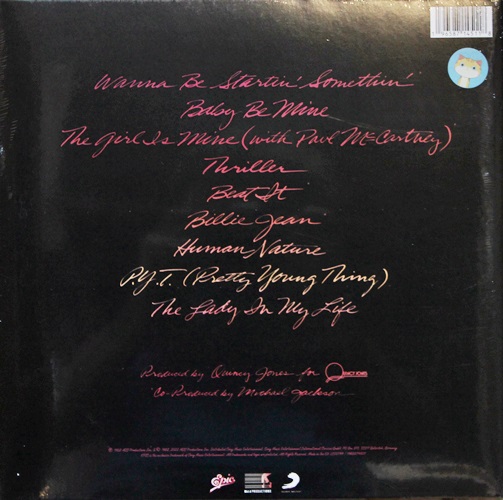 Wanna Be Startin' Somethin'
Baby Be Mine
The Girl Is Mine (with Paul McCartney)
Thriller
Beat It
Billie Jean
Human Nature
P.Y.T. (Pretty Young Thing)
The Lady In My Life
Produced by Quincy Jones for
Co-Produced by Michael Jackson
Epic